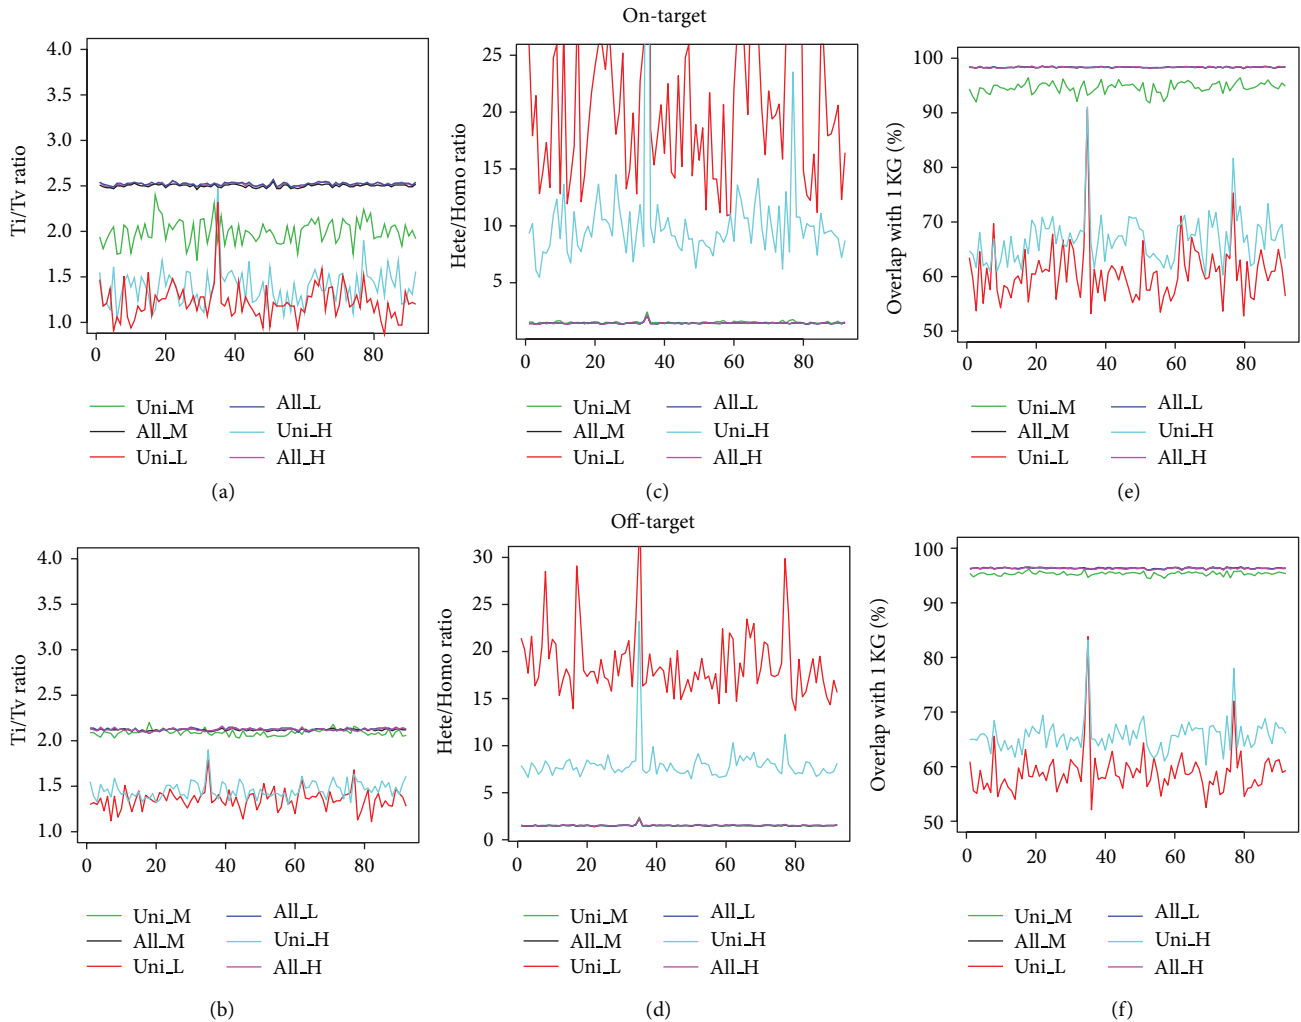 On-target
Ti/Tv ratio
4.0
3.5
3.0
2.5
2.0
1.5
1.0
0 20 40 60 80
Uni_M All_L
All_M Uni_H
Uni_L All_H
(a)
Hete/Homo ratio
25
20
15
10
5
0 20 40 60 80
Uni_M All_L
All_M Uni_H
Uni_L All_H
(c)
Overlap with 1 KG (%)
100
90
80
70
60
50
0 20 40 60 80
Uni_M All_L
All_M Uni_H
Uni_L All_H
(e)
Off-target
Ti/Tv ratio
4.0
3.5
3.0
2.5
2.0
1.5
1.0
0 20 40 60 80
Uni_M All_L
All_M Uni_H
Uni_L All_H
(b)
Hete/Homo ratio
30
25
20
15
10
5
0
0 20 40 60 80
Uni_M All_L
All_M Uni_H
Uni_L All_H
(d)
Overlap with 1 KG (%)
100
90
80
70
60
50
0 20 40 60 80
Uni_M All_L
All_M Uni_H
Uni_L All_H
(f)